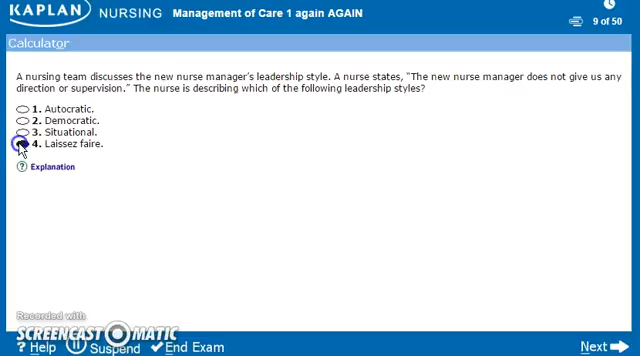 KAPLAN NURSING Management of Care 1 again AGAIN 9 of 50
Calculator
A nursing team discusses the new nurse manager's leadership style. A nurse states, "The new nurse manager does not give us any
direction or supervision." The nurse is describing which of the following leadership styles?
1. Autocratic.
2. Democratic.
3. Situational.
4. Laissez faire.
? Explanation
Recorded with
SCREENCAST MATIC
? Help Suspend End Exam Next